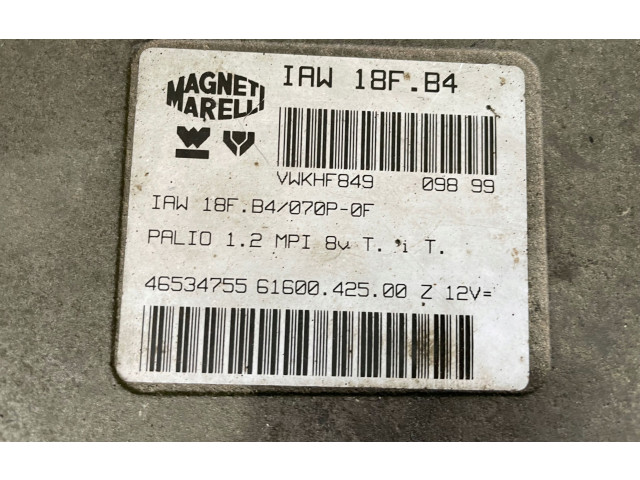 MAGNETI
MARELLI
IAW 18F.B4
VWKHF849 098 99
IAW 18F.B4/070P-0F
PALIO 1.2 MPI 8v T. i T.
46534755 61600.425.00 Z 12V=